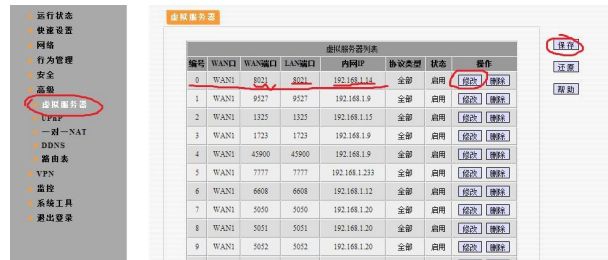 运行状态
快速设置
网络
行为管理
安全
高级
虚拟服务器
UPnP
一对一NAT
DDNS
路由表
VPN
监控
系统工具
退出登录
虚拟服务器
虚拟服务器列表
编号 WAN口 WAN端口 LAN端口 内网IP 协议类型 状态 操作
0 WAN1 8021 8021 192.168.1.14 全部 启用 修改 删除
1 WAN1 9527 9527 192.168.1.9 全部 启用 修改 删除
2 WAN1 1325 1325 192.168.1.15 全部 启用 修改 删除
3 WAN1 1723 1723 192.168.1.9 全部 启用 修改 删除
4 WAN1 45900 45900 192.168.1.9 全部 启用 修改 删除
5 WAN1 7777 7777 192.168.1.233 全部 启用 修改 删除
6 WAN1 6608 6608 192.168.1.12 全部 启用 修改 删除
7 WAN1 5050 5050 192.168.1.20 全部 启用 修改 删除
8 WAN1 5051 5051 192.168.1.20 全部 启用 修改 删除
9 WAN1 5052 5052 192.168.1.20 全部 启用 修改 删除
保存
还原
帮助